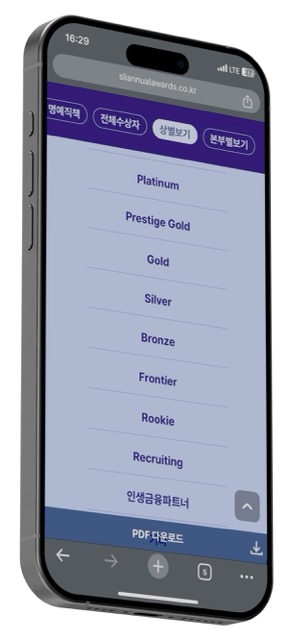 16:29
LTE 37
sliannualawards.co.kr
명예직책 전체수상자 상별보기 본부별보기
Platinum
Prestige Gold
Gold
Silver
Bronze
Frontier
Rookie
Recruiting
인생금융파트너
PDF 다운로드
5